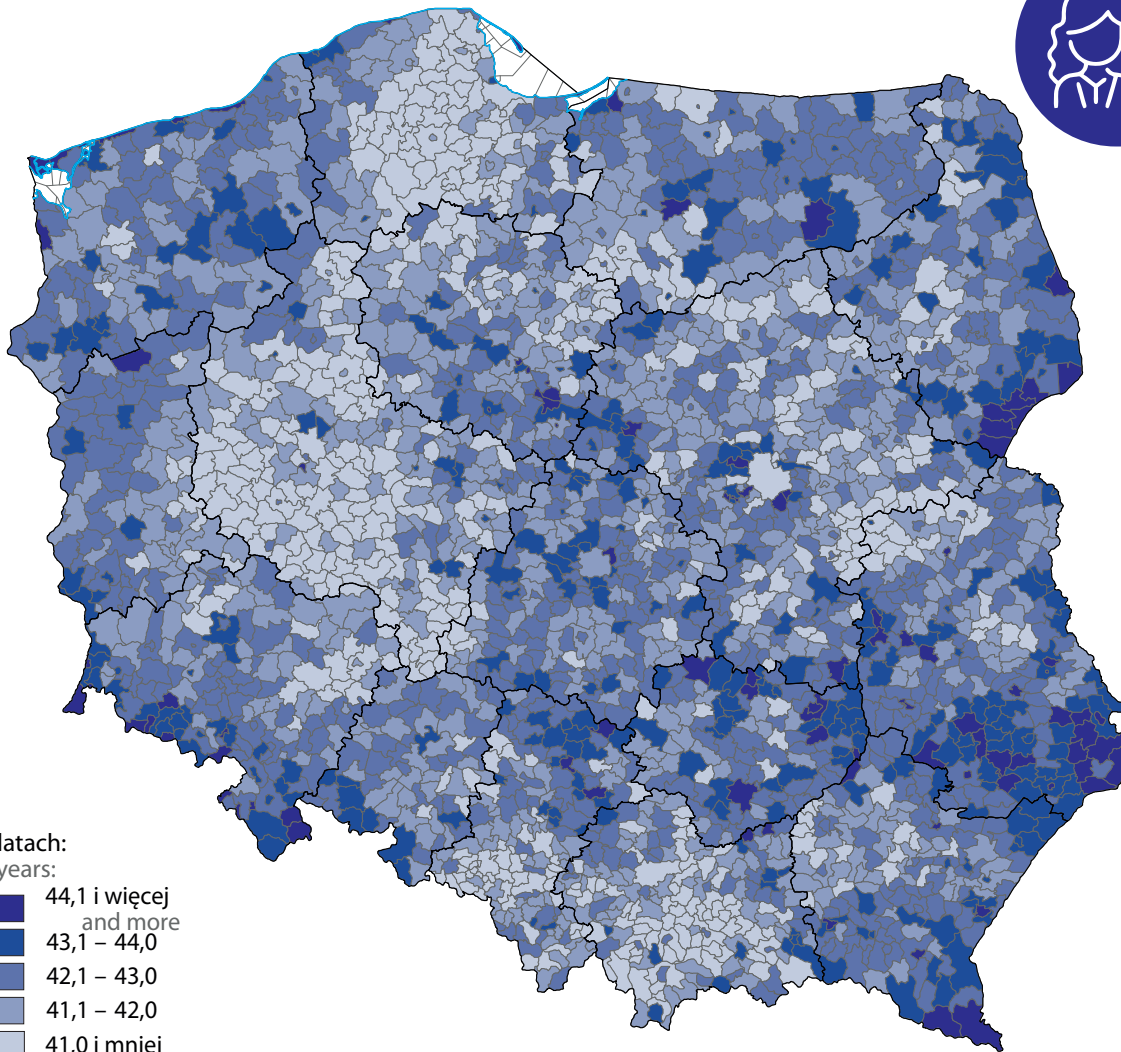 latach:
years:
44,1 i więcej
and more
43,1 – 44,0
42,1 – 43,0
41,1 – 42,0
41,0 i mniej